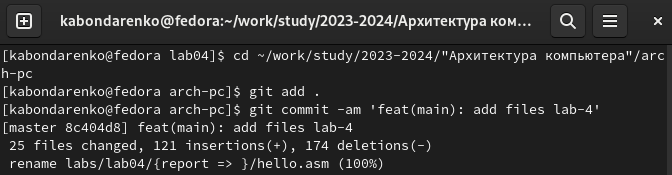 kabondarenko@fedora:~/work/study/2023-2024/Архитектура ком...
[kabondarenko@fedora lab04]$ cd ~/work/study/2023-2024/"Архитектура компьютера"/arc
h-pc
[kabondarenko@fedora arch-pc]$ git add .
[kabondarenko@fedora arch-pc]$ git commit -am 'feat(main): add files lab-4'
[master 8c404d8] feat(main): add files lab-4
 25 files changed, 121 insertions(+), 174 deletions(-)
 rename labs/lab04/{report => }/hello.asm (100%)